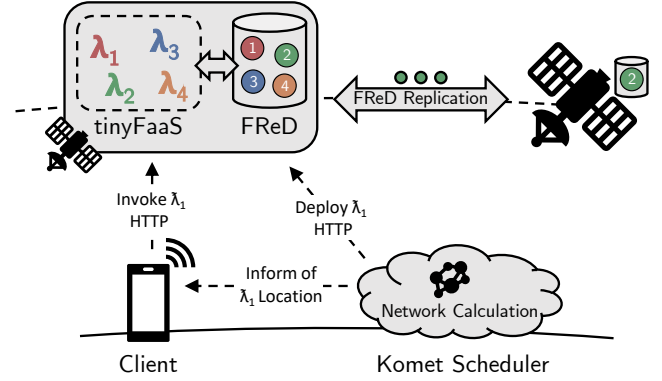 λ1
λ3
λ2
λ4
1
2
3
4
2
tinyFaaS
FReD
FReD Replication
Invoke λ1
HTTP
Deploy λ1
HTTP
Inform of
λ1 Location
Network Calculation
Client
Komet Scheduler